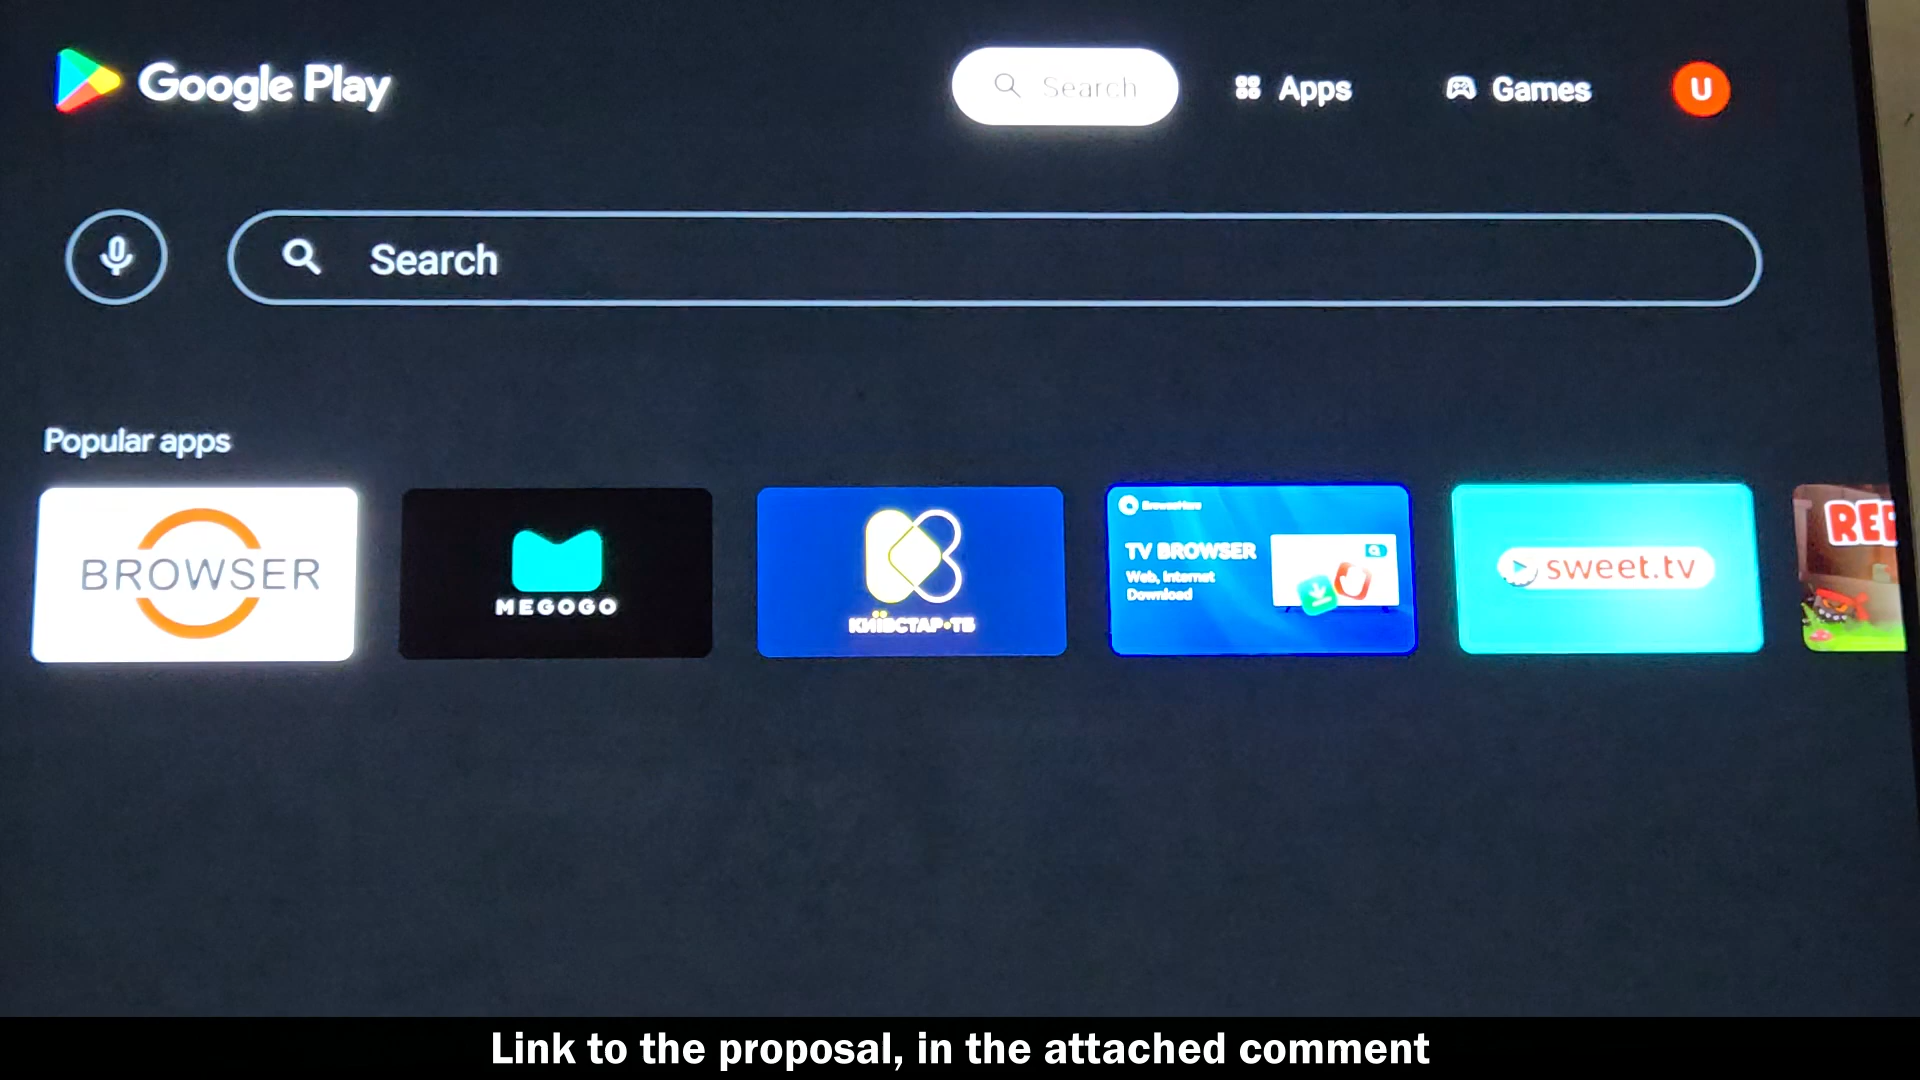 Google Play
Search
Apps
Games
U
Search
Popular apps
BROWSER
MEGOGO
КИЇВСТАР•ТБ
BrowseHere
TV BROWSER
Web, Internet
Download
sweet.tv
Link to the proposal, in the attached comment